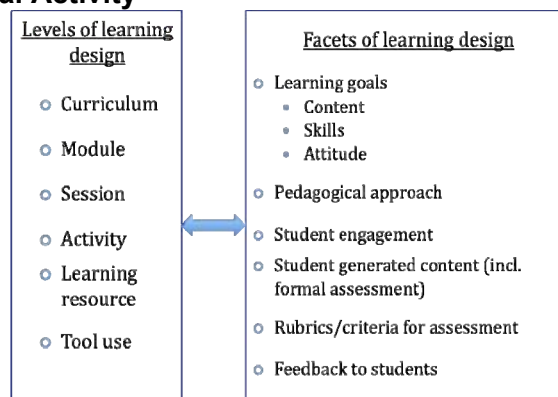 Activity
Levels of learning
design
Curriculum
Module
Session
Activity
Learning
resource
Tool use
Facets of learning design
Learning goals
Content
Skills
Attitude
Pedagogical approach
Student engagement
Student generated content (incl.
formal assessment)
Rubrics/criteria for assessment
Feedback to students